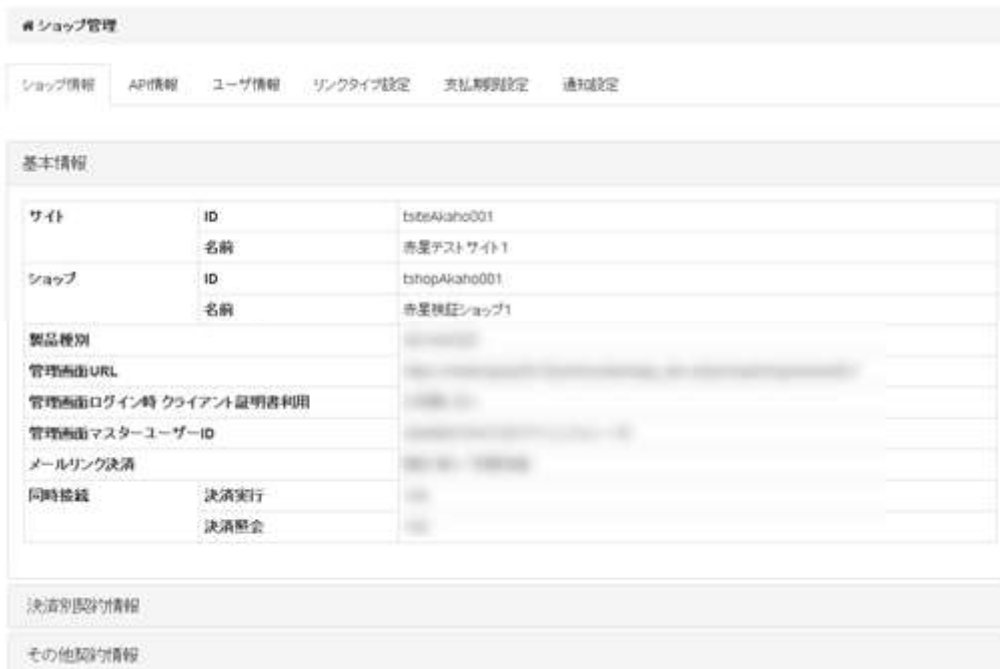 ショップ管理
ショップ情報 API情報 ユーザ情報 リンクタイプ設定 支払期限設定 通知設定
基本情報
サイト ID tsiteAkaho001
名前 赤星テストサイト1
ショップ ID tshopAkaho001
名前 赤星検証ショップ1
製品種別
管理画面URL
管理画面ログイン時 クライアント証明書利用
管理画面マスターユーザーID
メールリンク決済
同時接続 決済実行
決済照会
決済別契約情報
その他契約情報